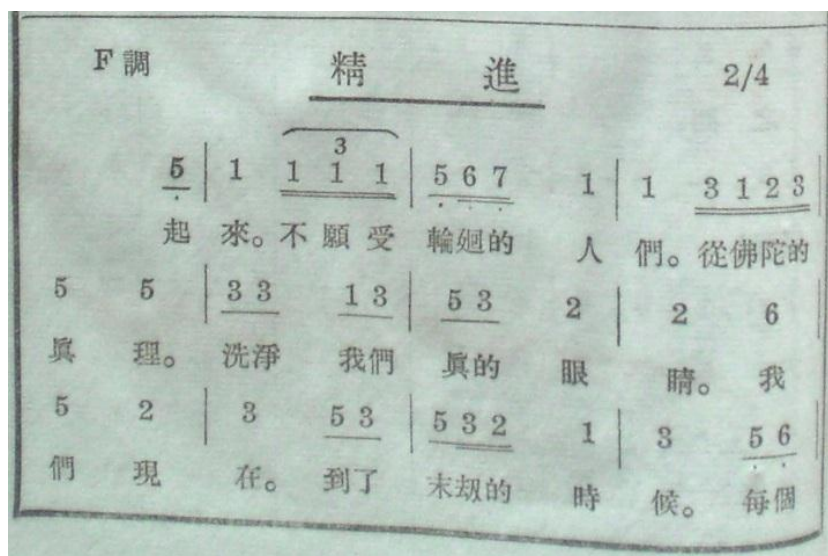 F調 精進 2/4
3
5 | 1 1 1 1 | 5 6 7 1 | 1 3 1 2 3
起 來。不 願 受 輪廻的 人 們。從佛陀的
5 5 | 3 3 1 3 | 5 3 2 | 2 6
眞 理。 洗淨 我們 眞的 眼 睛。 我
5 2 | 3 5 3 | 5 3 2 1 | 3 5 6
們 現 在。 到了 末刼的 時 候。 每個